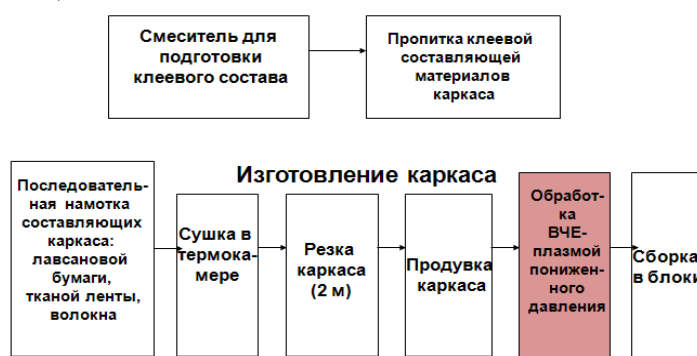 Смеситель для
подготовки
клеевого состава
Пропитка клеевой
составляющей
материалов
каркаса
Изготовление каркаса
Последователь-
ная намотка
составляющих
каркаса:
лавсановой
бумаги,
тканой ленты,
волокна
Сушка в
термока-
мере
Резка
каркаса
(2 м)
Продувка
каркаса
Обработ-
ка
ВЧЕ-
плазмой
понижен-
ного
давления
Сборка
в блоки